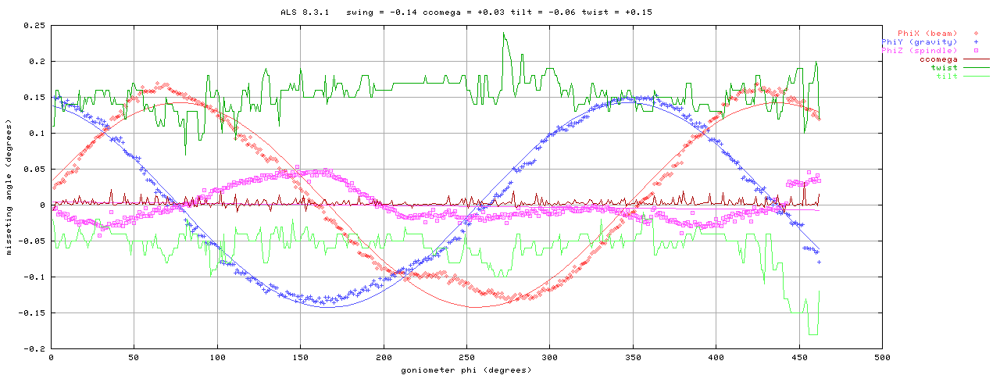 ALS 8.3.1   swing = -0.14 ccomega = +0.03 tilt = -0.06 twist = +0.15
PhiX (beam)
PhiY (gravity)
PhiZ (spindle)
ccomega
twist
tilt
misseting angle (degrees)
0.25
0.2
0.15
0.1
0.05
0
-0.05
-0.1
-0.15
-0.2
0 50 100 150 200 250 300 350 400 450 500
goniometer phi (degrees)